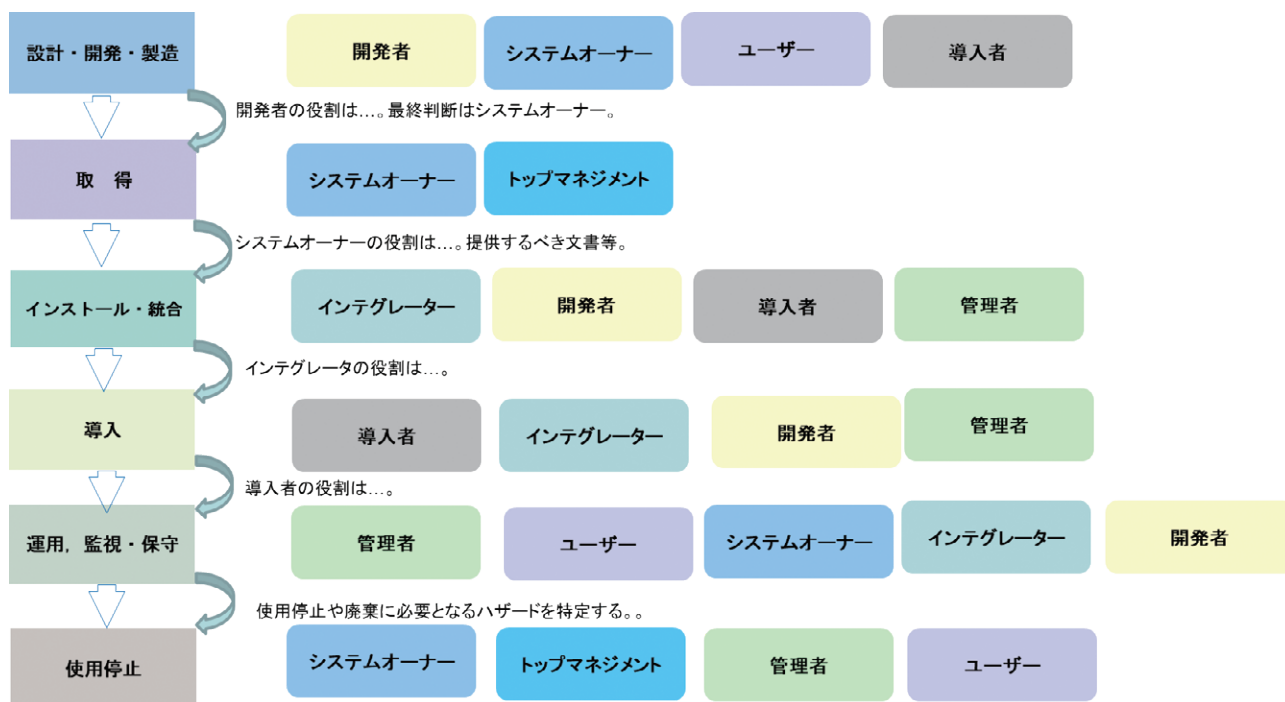 設計・開発・製造
開発者
システムオーナー
ユーザー
導入者
開発者の役割は…。最終判断はシステムオーナー。
取　得
システムオーナー
トップマネジメント
システムオーナーの役割は…。提供するべき文書等。
インストール・統合
インテグレーター
開発者
導入者
管理者
インテグレータの役割は…。
導入
導入者
インテグレーター
開発者
管理者
導入者の役割は…。
運用，監視・保守
管理者
ユーザー
システムオーナー
インテグレーター
開発者
使用停止や廃棄に必要となるハザードを特定する。。
使用停止
システムオーナー
トップマネジメント
管理者
ユーザー